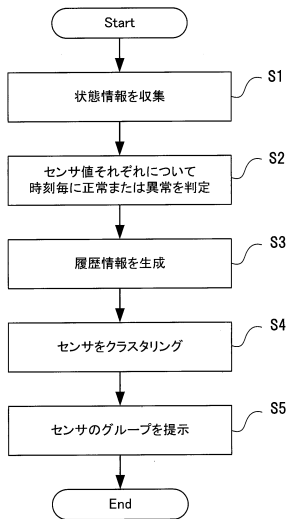 Start
状態情報を収集
S1
センサ値それぞれについて
時刻毎に正常または異常を判定
S2
履歴情報を生成
S3
センサをクラスタリング
S4
センサのグループを提示
S5
End